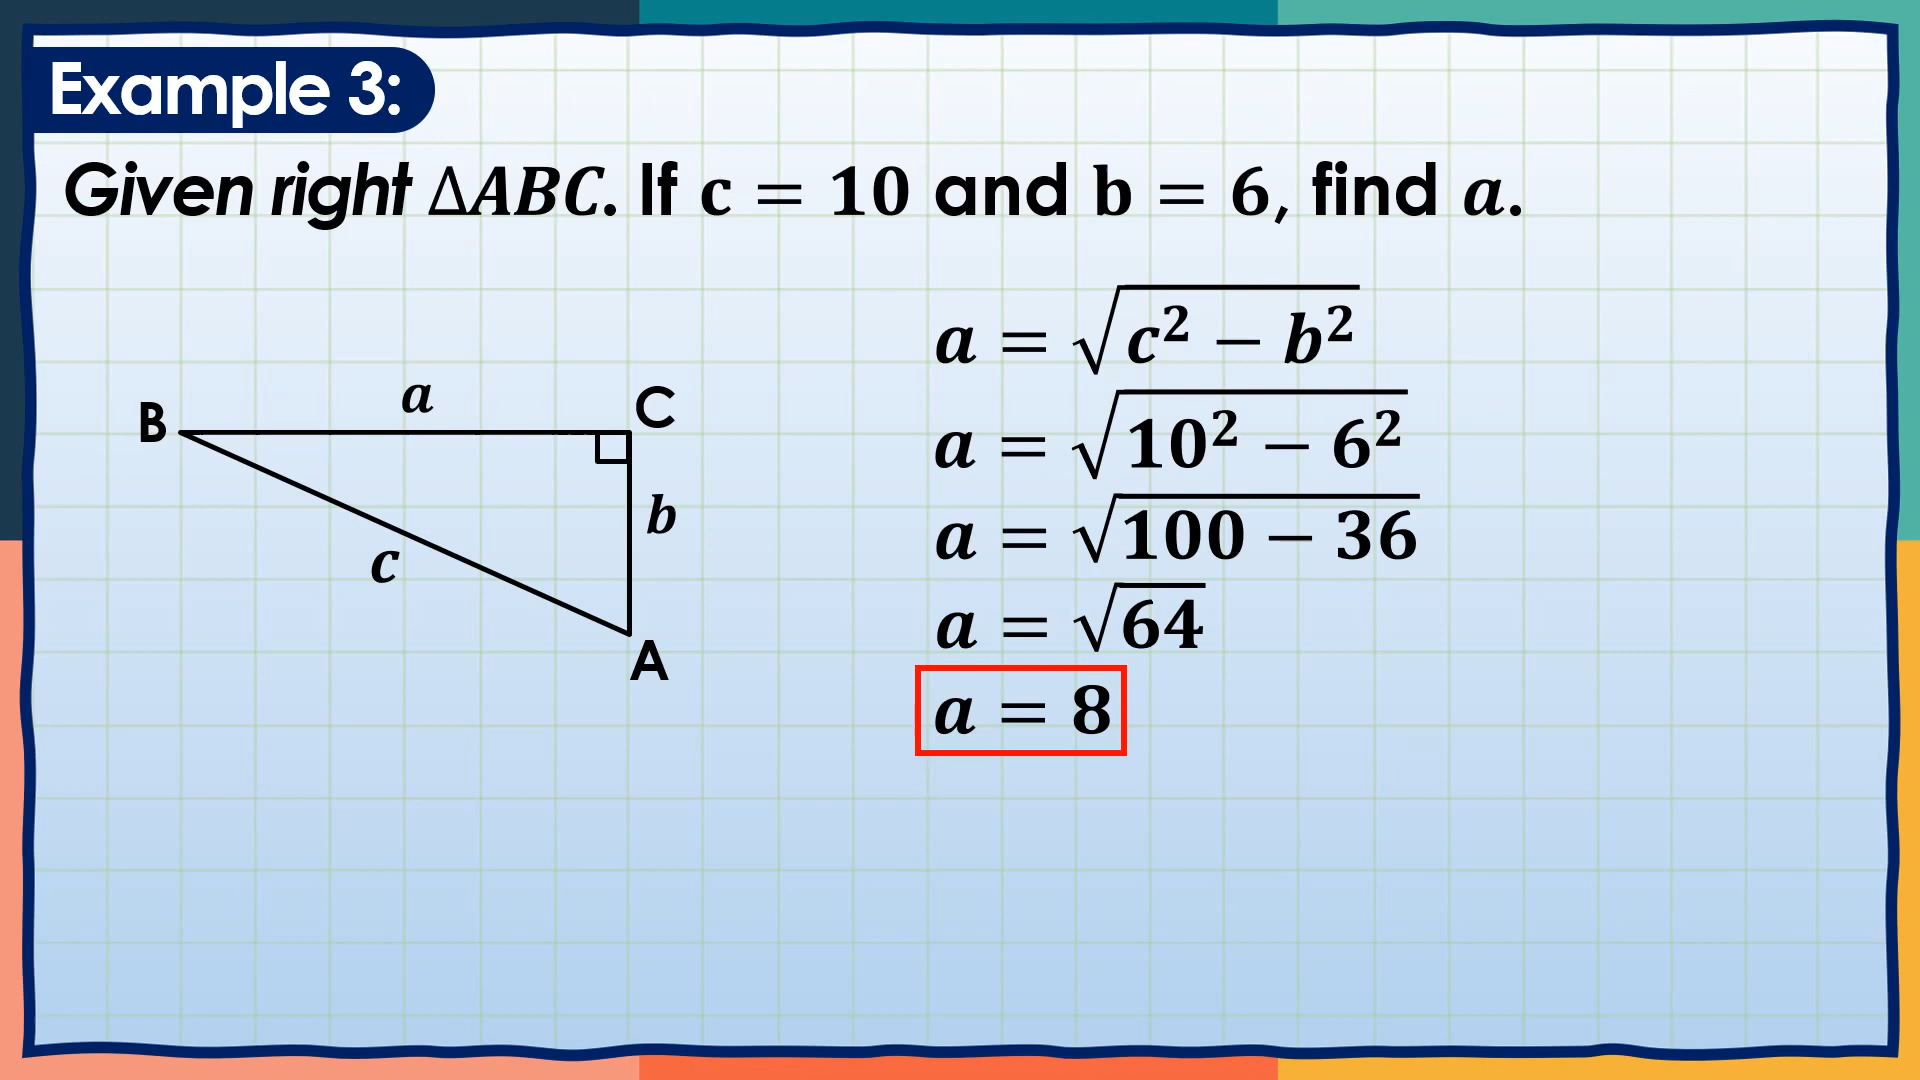 Example 3:
Given right ΔABC. If c = 10 and b = 6, find a.
a
B
C
b
c
A
a = √(c² − b²)
a = √(10² − 6²)
a = √(100 − 36)
a = √64
a = 8